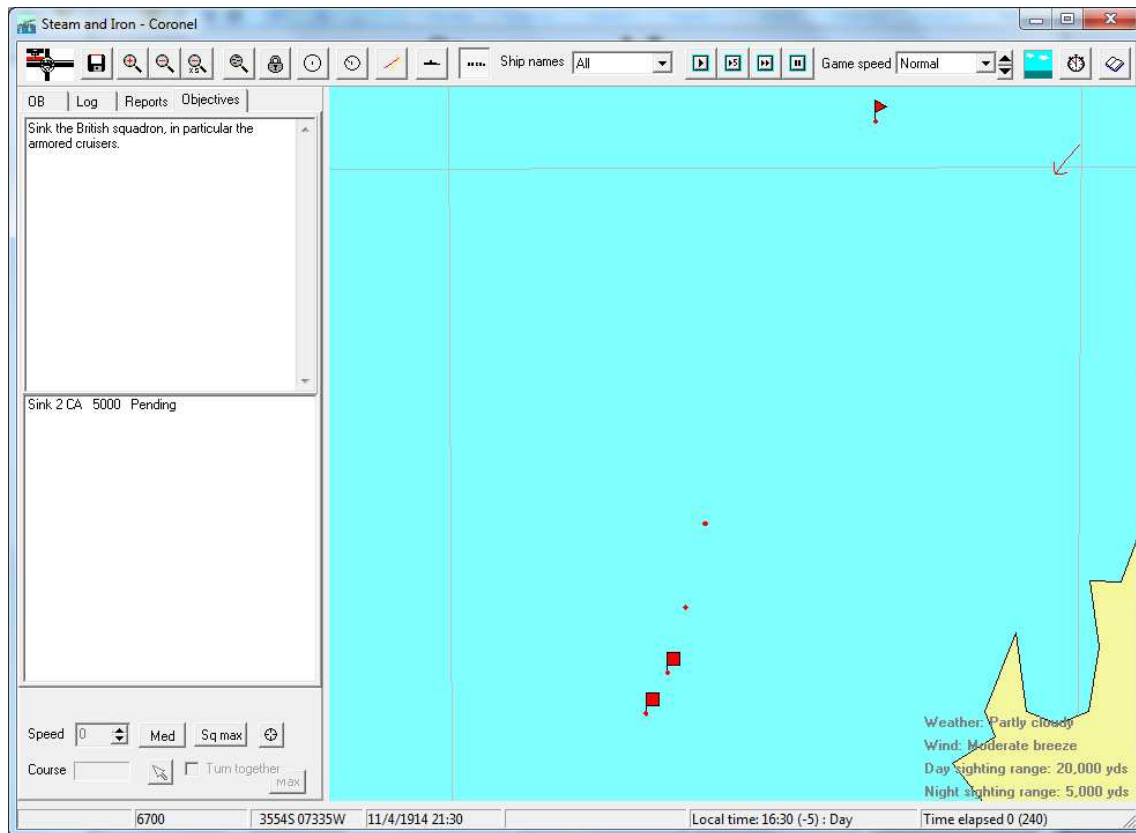 Steam and Iron - Coronel
Ship names All Game speed Normal
OB Log Reports Objectives
Sink the British squadron, in particular the
armored cruisers.
Sink 2 CA 5000 Pending
Weather: Partly cloudy
Wind: Moderate breeze
Day sighting range: 20,000 yds
Night sighting range: 5,000 yds
Speed 0 Med Sq max
Course Turn together
max
6700 3554S 07335W 11/4/1914 21:30 Local time: 16:30 (-5) : Day Time elapsed 0 (240)